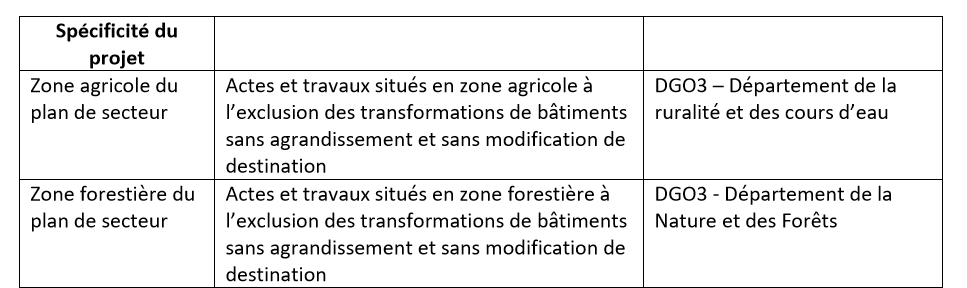 Spécificité du
projet
Zone agricole du
plan de secteur
Actes et travaux situés en zone agricole à
l’exclusion des transformations de bâtiments
sans agrandissement et sans modification de
destination
DGO3 – Département de la
ruralité et des cours d’eau
Zone forestière du
plan de secteur
Actes et travaux situés en zone forestière à
l’exclusion des transformations de bâtiments
sans agrandissement et sans modification de
destination
DGO3 - Département de la
Nature et des Forêts